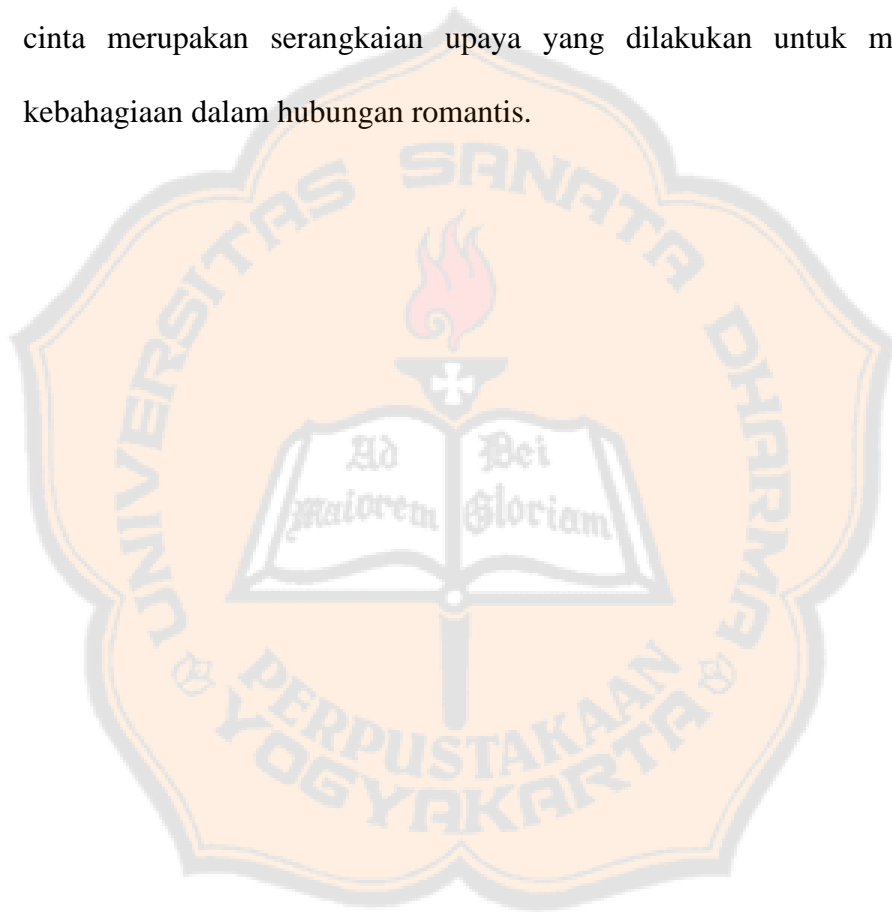 cinta merupakan serangkaian upaya yang dilakukan untuk m
kebahagiaan dalam hubungan romantis.
UNIVERSITAS SANATA DHARMA
Ad Dei
Maiorem Gloriam
PERPUSTAKAAN
YOGYAKARTA